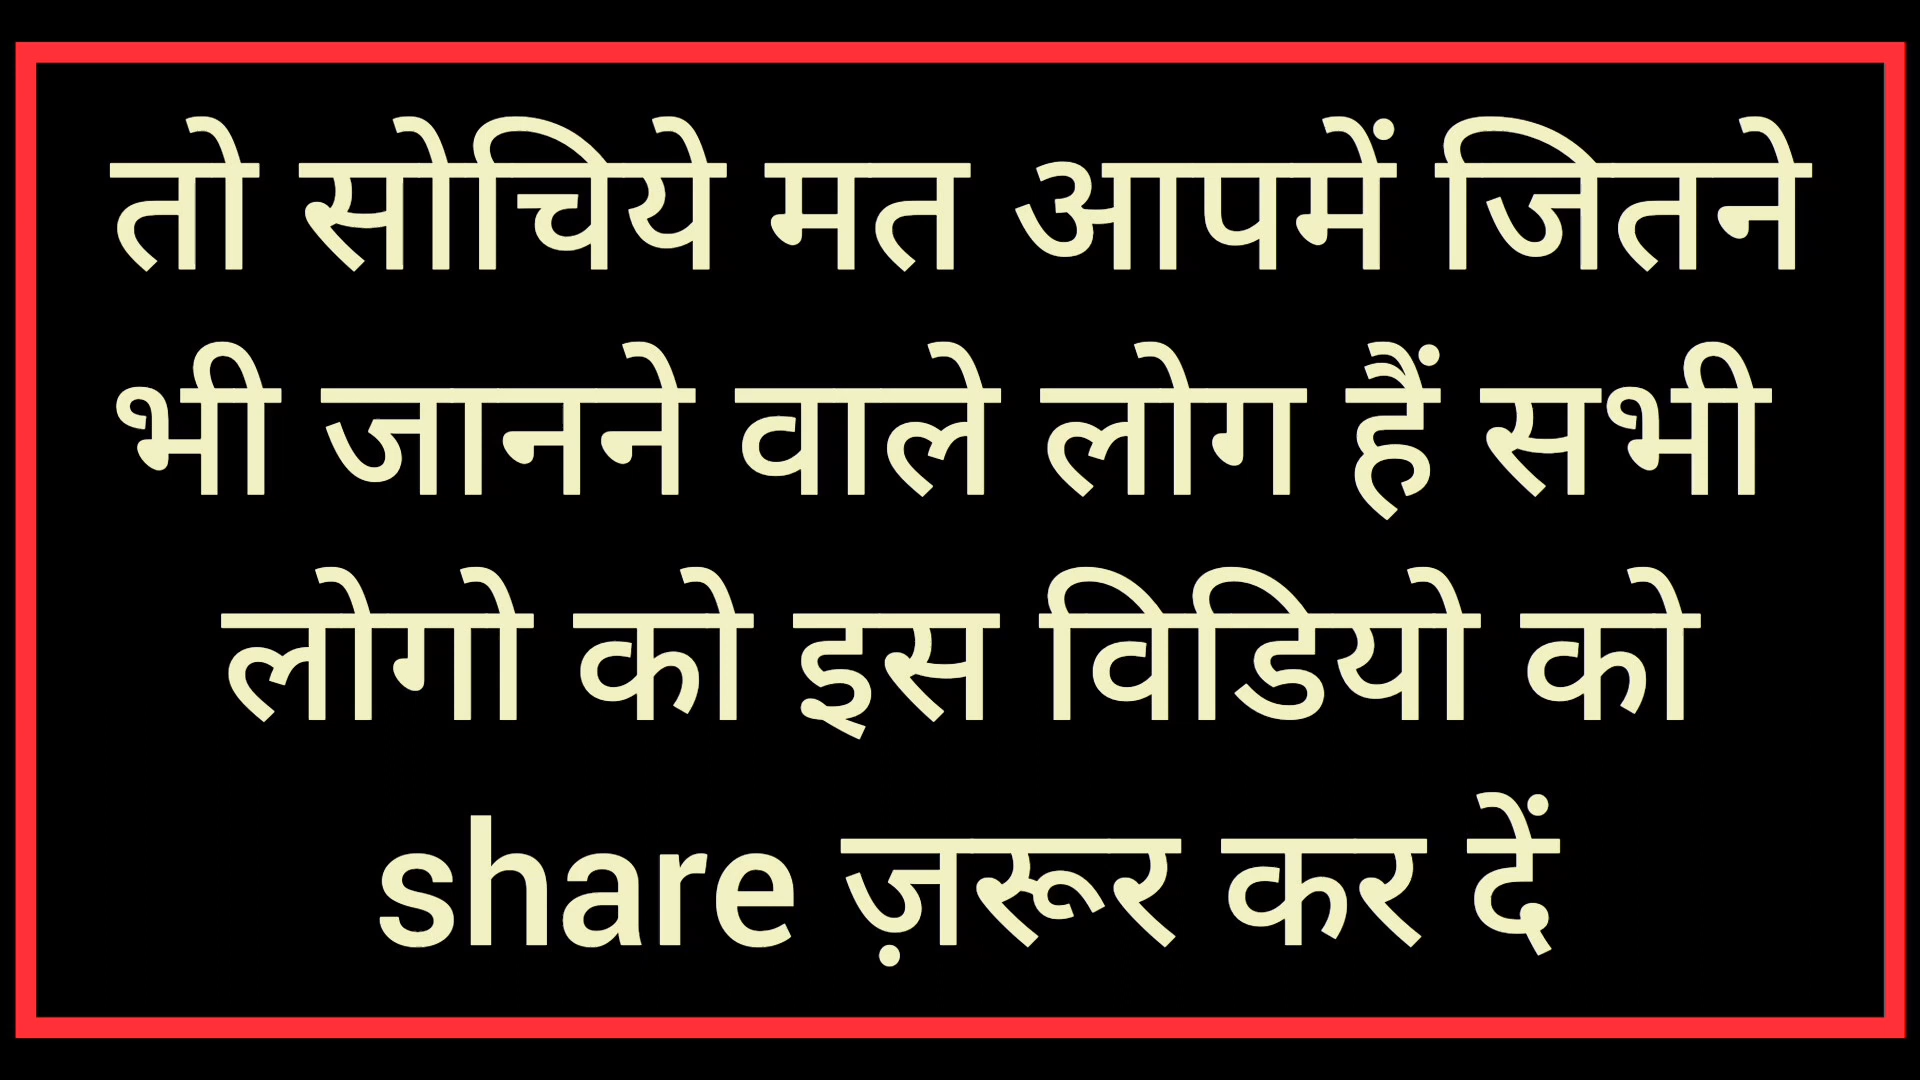 तो सोचिये मत आपमें जितने
भी जानने वाले लोग हैं सभी
लोगो को इस विडियो को
share ज़रूर कर दें